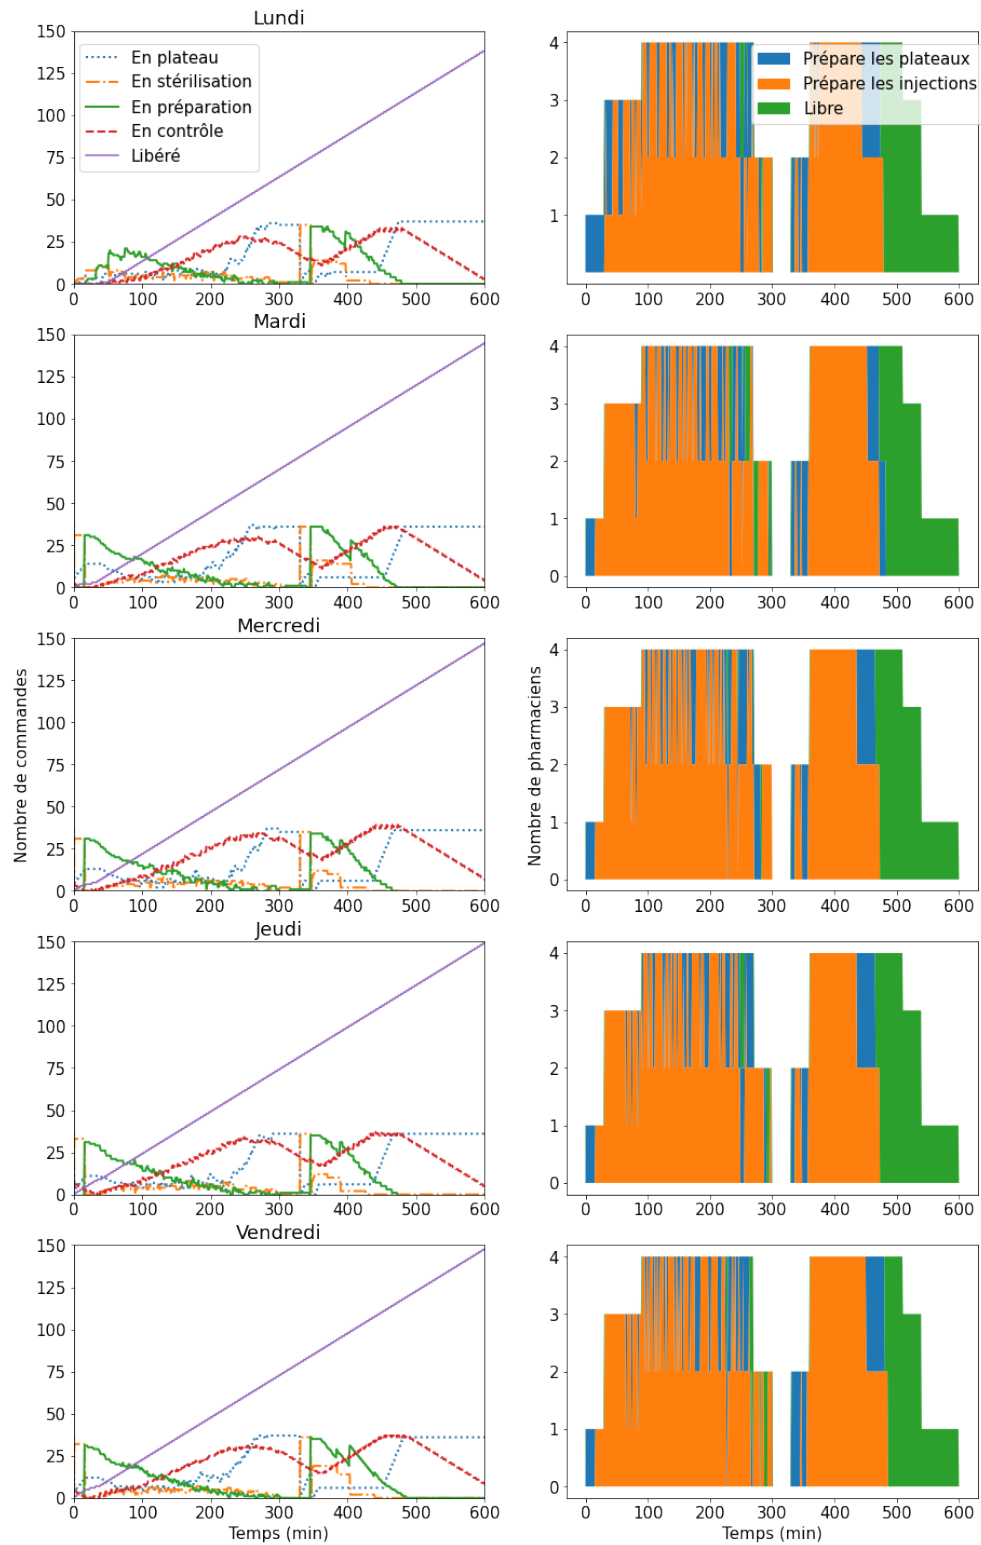 Lundi
150
125
100
75
50
25
0
En plateau
En stérilisation
En préparation
En contrôle
Libéré
0 100 200 300 400 500 600
4
3
2
1
Prépare les plateaux
Prépare les injections
Libre
0 100 200 300 400 500 600
Mardi
150
125
100
75
50
25
0
0 100 200 300 400 500 600
4
3
2
1
0
0 100 200 300 400 500 600
Mercredi
Nombre de commandes
150
125
100
75
50
25
0
0 100 200 300 400 500 600
Nombre de pharmaciens
4
3
2
1
0
0 100 200 300 400 500 600
Jeudi
150
125
100
75
50
25
0
0 100 200 300 400 500 600
4
3
2
1
0
0 100 200 300 400 500 600
Vendredi
150
125
100
75
50
25
0
0 100 200 300 400 500 600
Temps (min)
4
3
2
1
0
0 100 200 300 400 500 600
Temps (min)